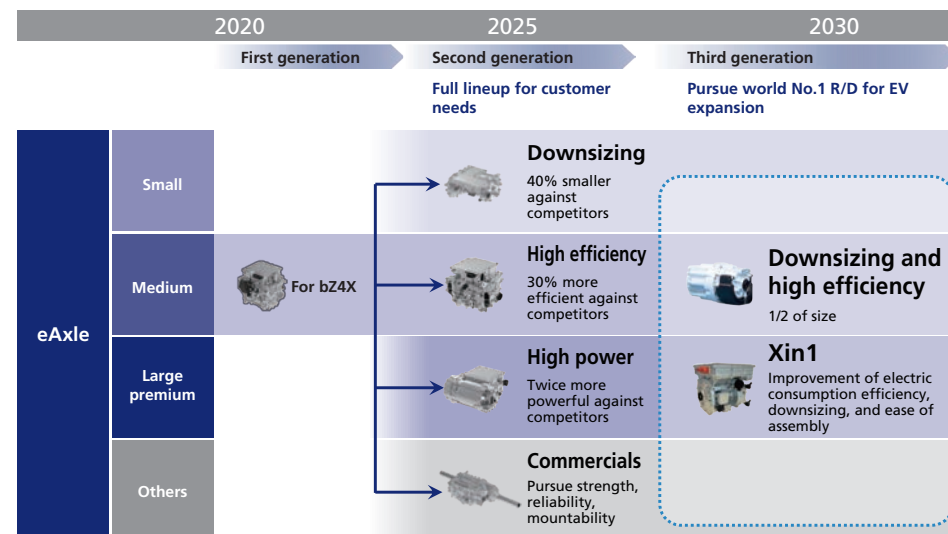 2020
2025
2030
First generation
Second generation
Third generation
Full lineup for customer
needs
Pursue world No.1 R/D for EV
expansion
eAxle
Small
Downsizing
40% smaller
against
competitors
Medium
For bZ4X
High efficiency
30% more
efficient against
competitors
Downsizing and
high efficiency
1/2 of size
Large
premium
High power
Twice more
powerful against
competitors
Xin1
Improvement of electric
consumption efficiency,
downsizing, and ease of
assembly
Others
Commercials
Pursue strength,
reliability,
mountability